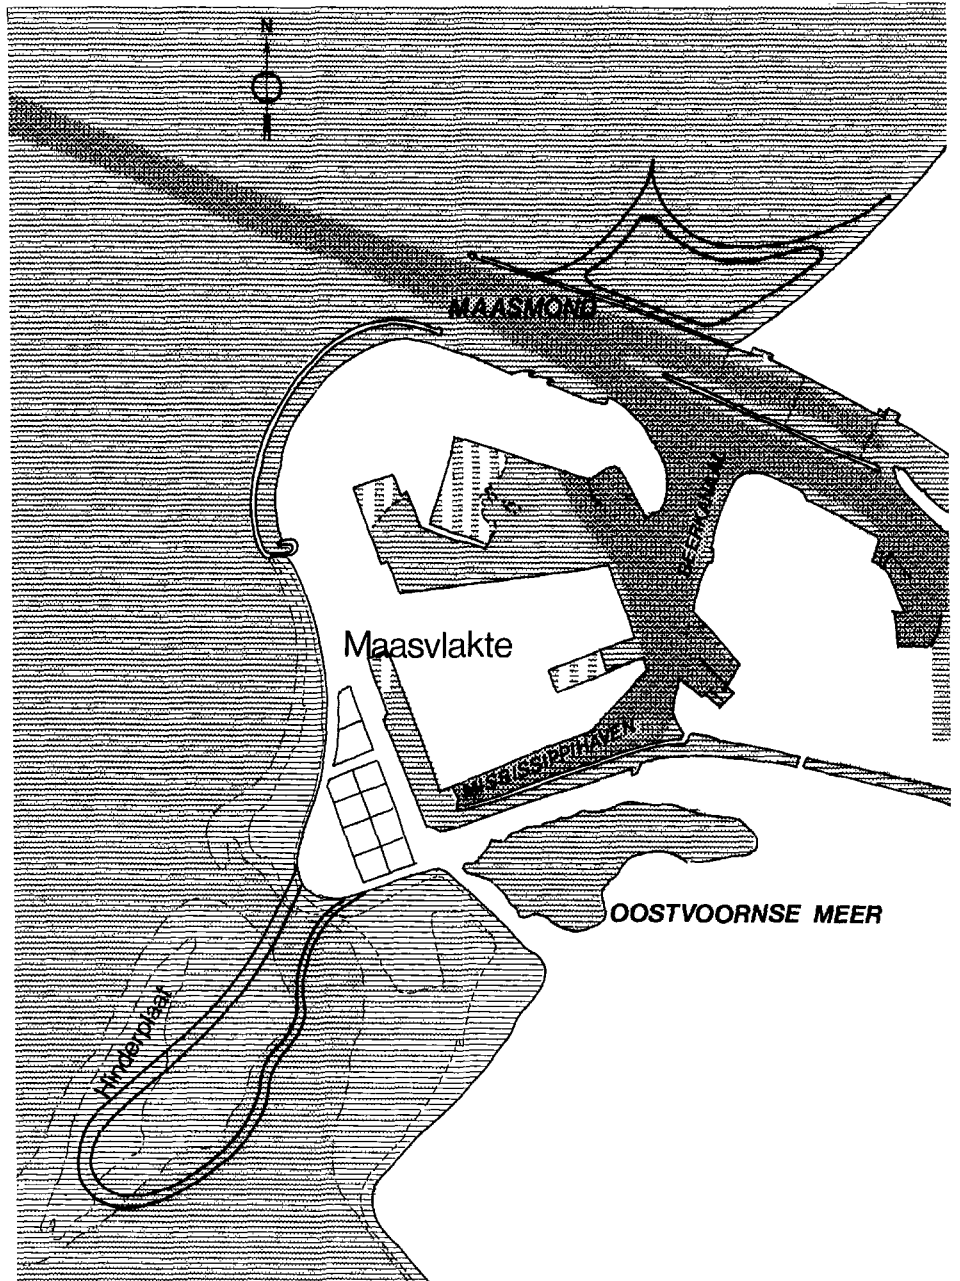 N
MAASMOND
BEERKANAAL
Maasvlakte
MISSISSIPPIHAVEN
OOSTVOORNSE MEER
Hinderplaat